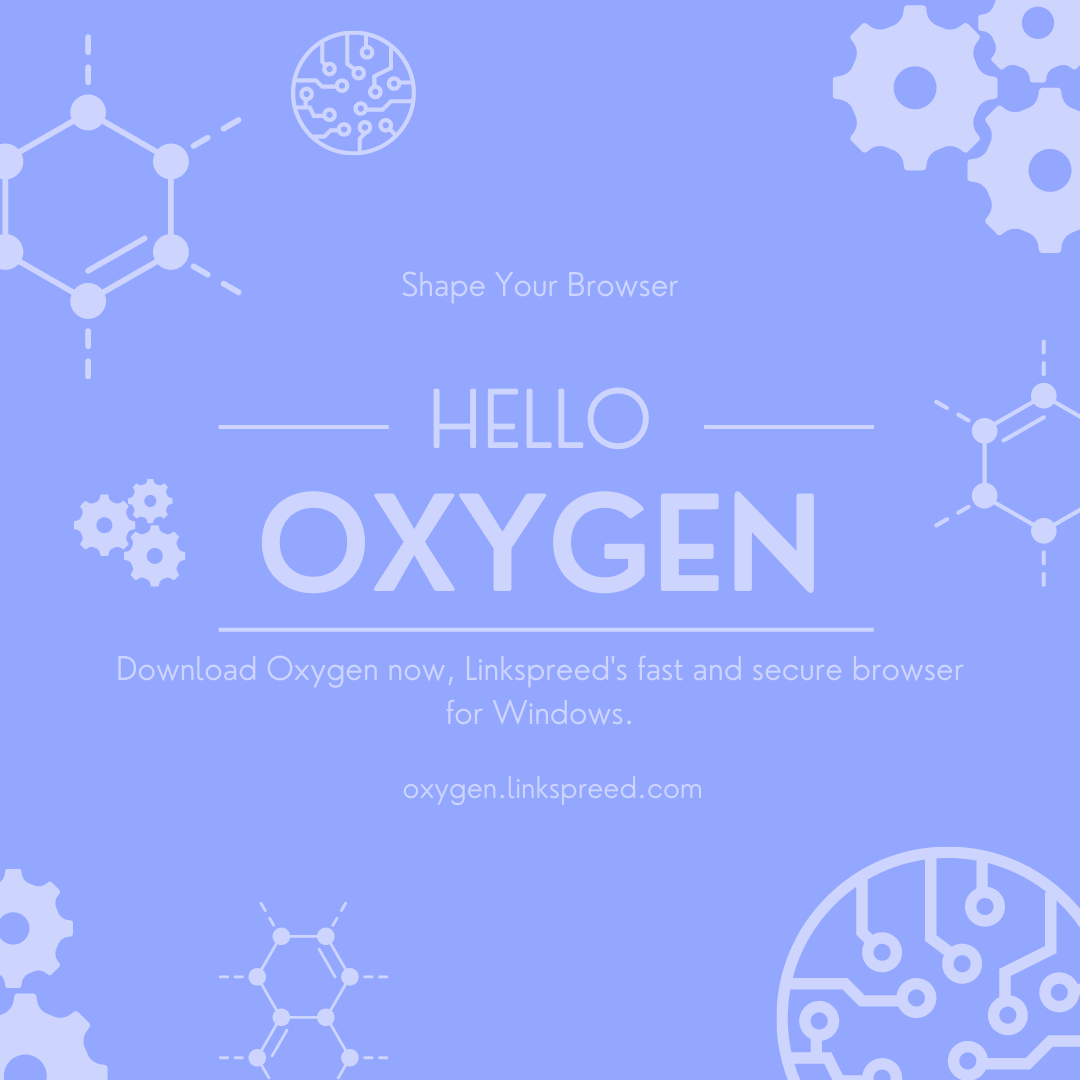 Shape Your Browser
HELLO
OXYGEN
Download Oxygen now, Linkspreed's fast and secure browser
for Windows.
oxygen.linkspreed.com